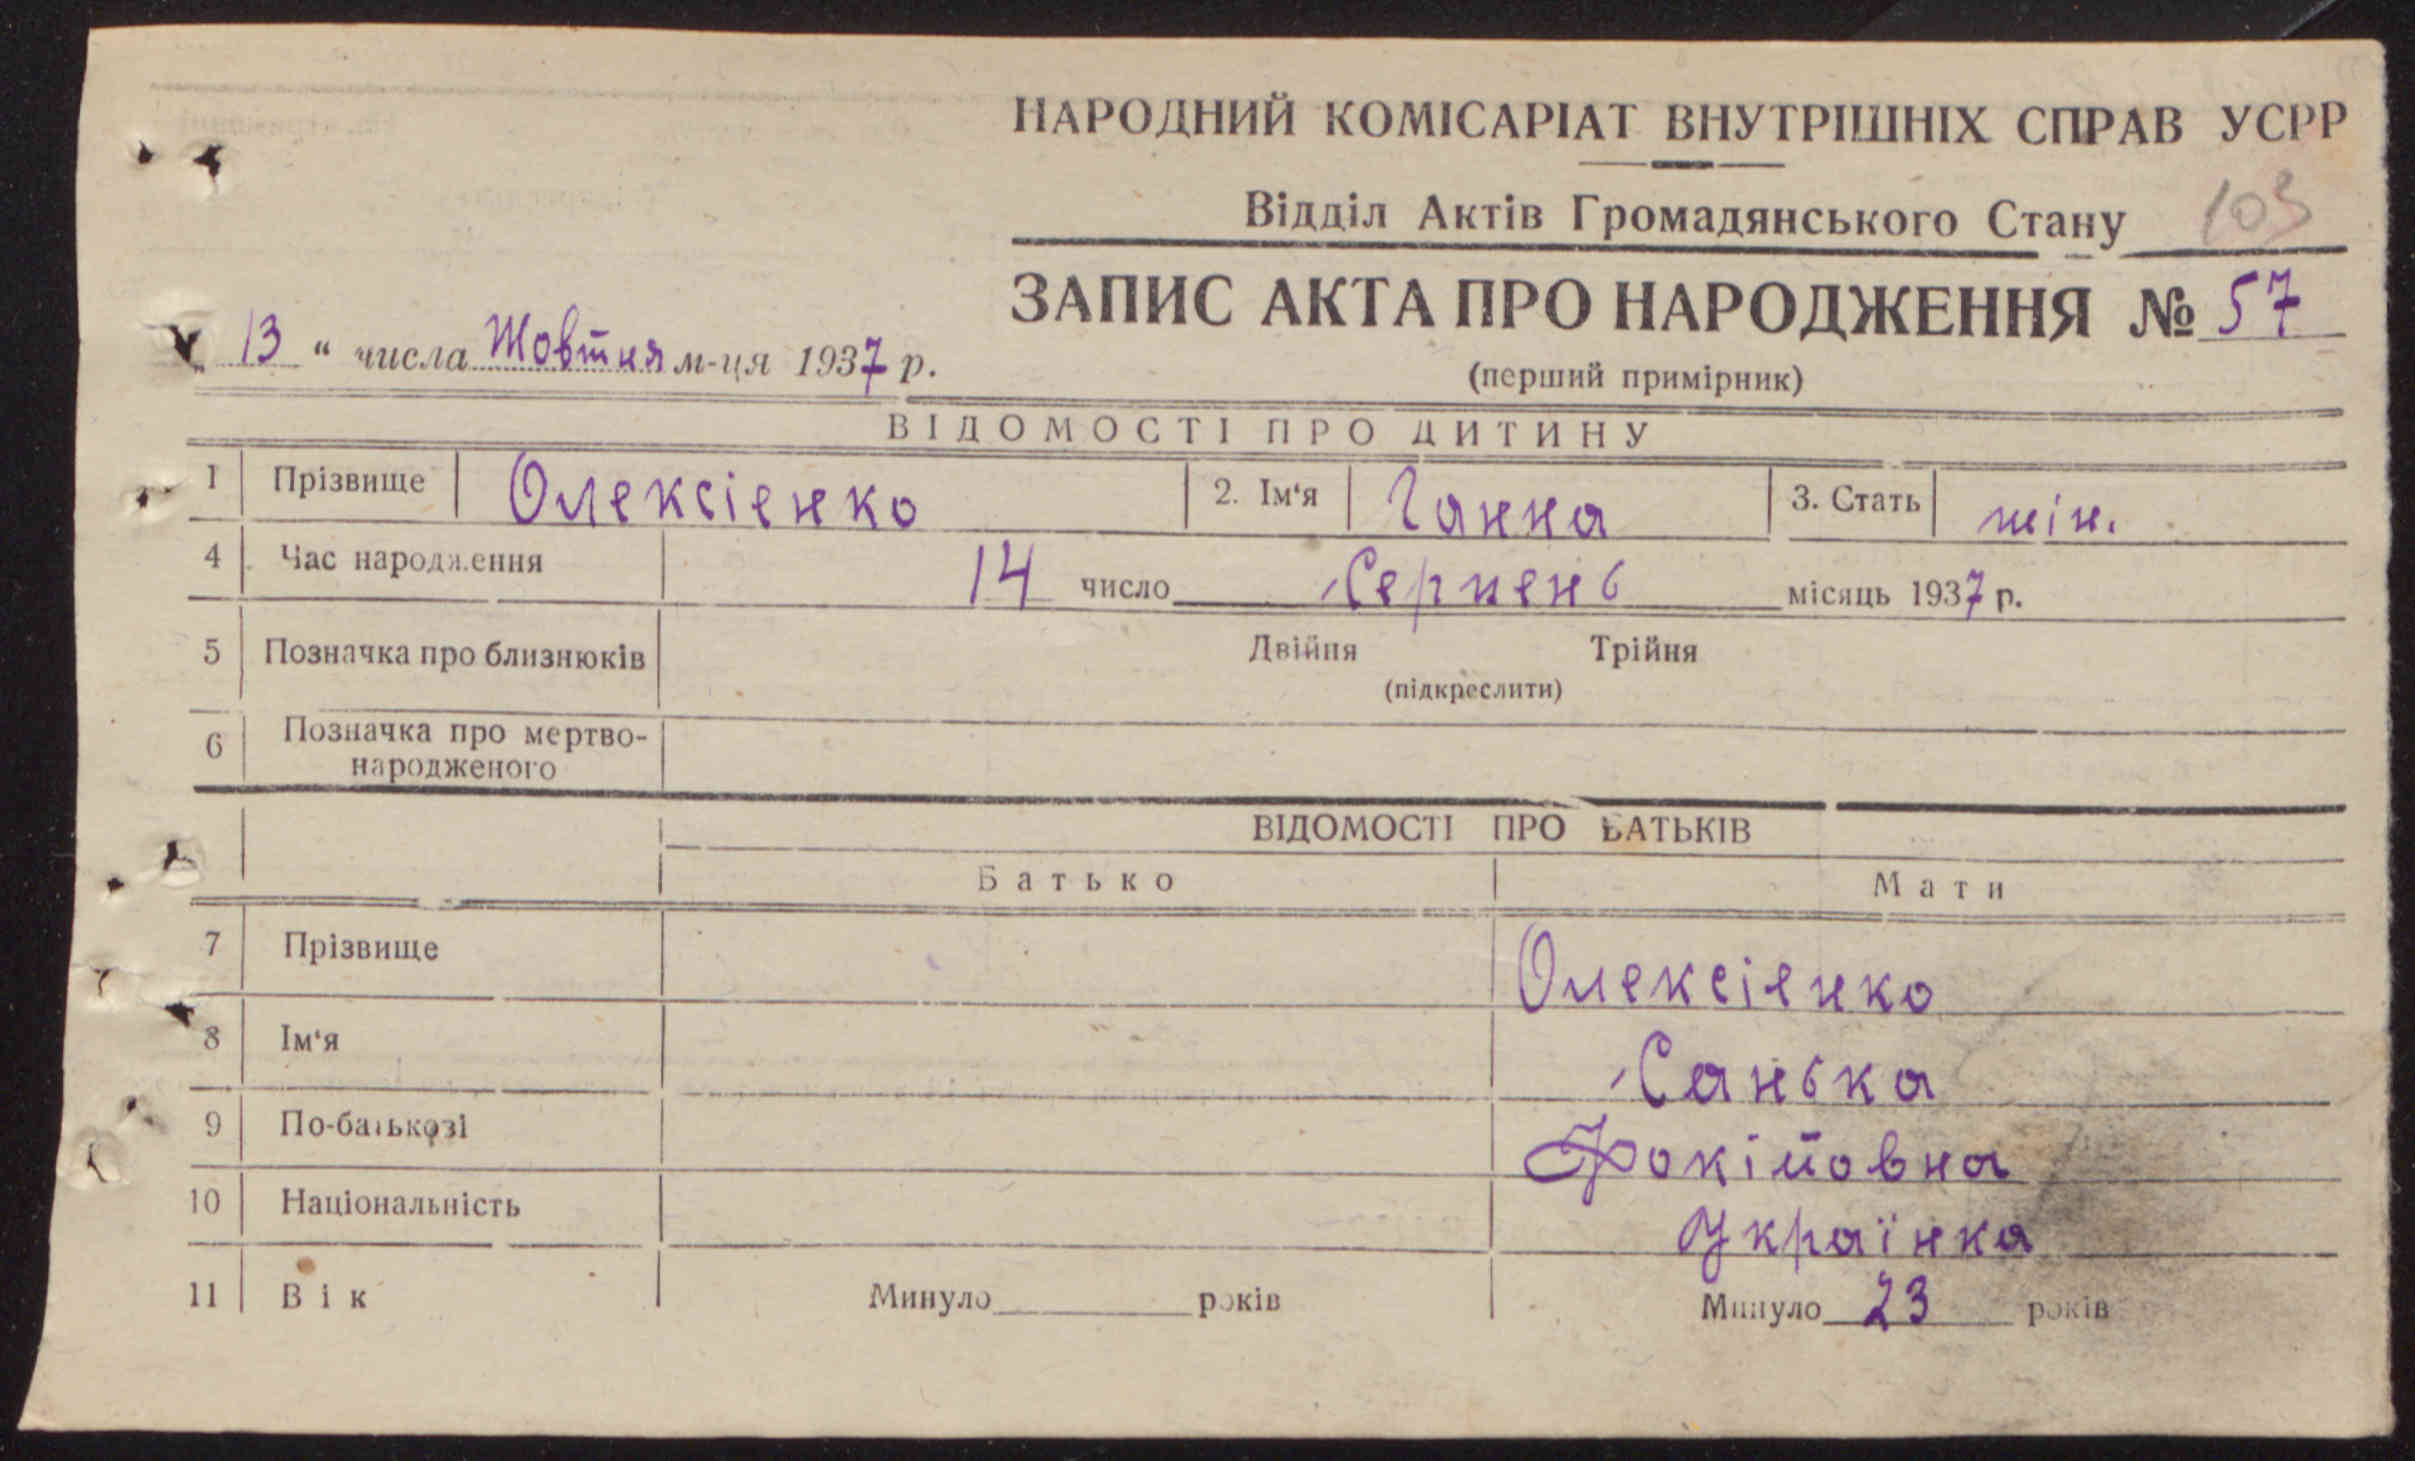 НАРОДНИЙ КОМІСАРІАТ ВНУТРІШНІХ СПРАВ УСРР
Відділ Актів Громадянського Стану 103
ЗАПИС АКТА ПРО НАРОДЖЕННЯ № 57
(перший примірник)
„ 13 “ числа Жовтня м-ця 1937 р.
ВІДОМОСТІ ПРО ДИТИНУ
1 Прізвище Олексієнко 2. Ім‘я Ганна 3. Стать жін.
4 Час народження 14 число Серпень місяць 1937 р.
5 Позначка про близнюків Двійня Трійня
(підкреслити)
6 Позначка про мертво-
народженого
ВІДОМОСТІ ПРО БАТЬКІВ
Батько Мати
7 Прізвище Олексієнко
8 Ім‘я Санька
9 По-батькові Фокійовна
10 Національність Українка
11 Вік Минуло років Минуло 23 років